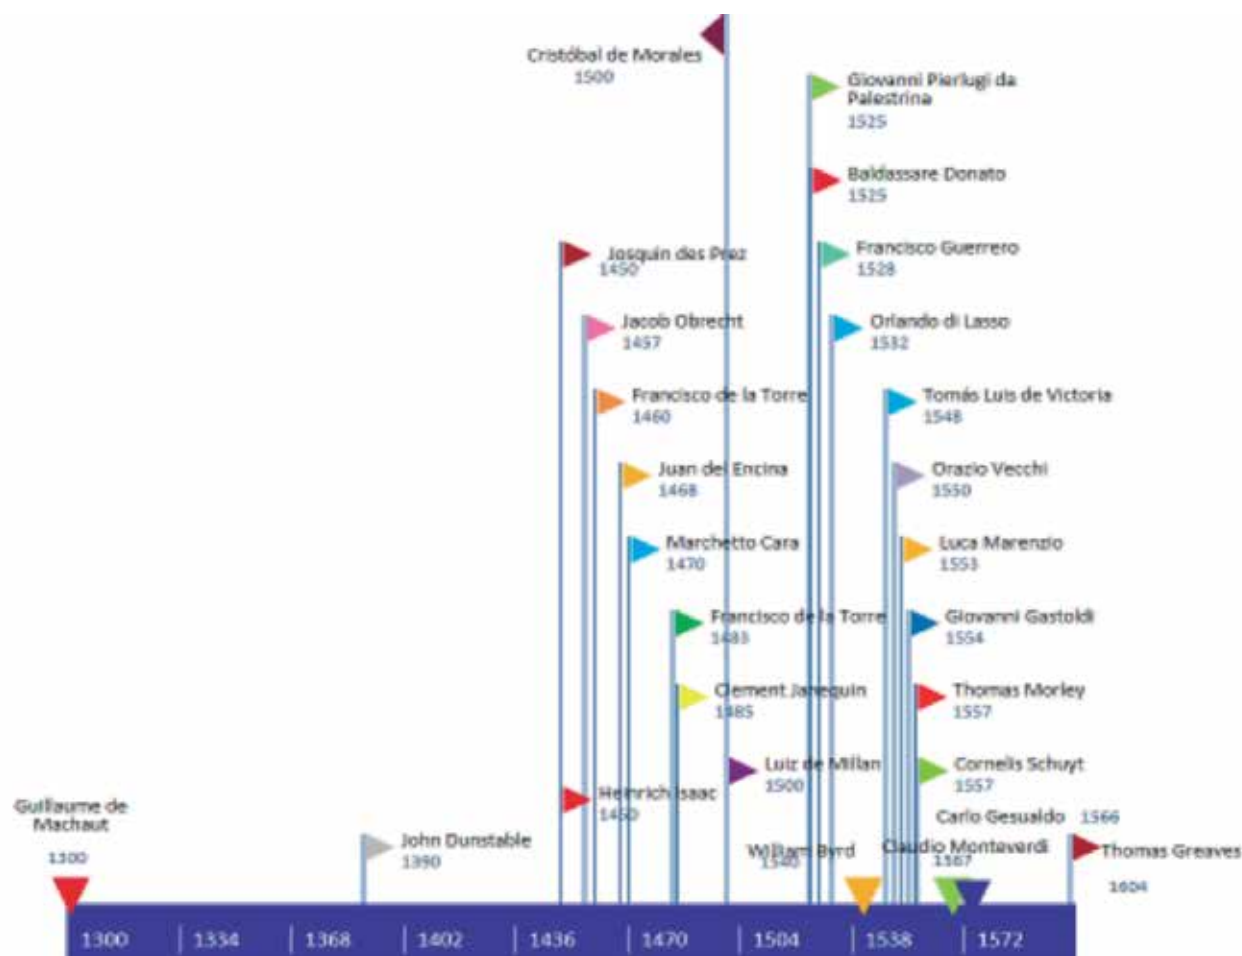 Cristóbal de Morales
1500
Giovanni Pierlugi da
Palestrina
1525
Baldassare Donato
1525
Josquin des Prez
1450
Francisco Guerrero
1528
Jacob Obrecht
1457
Orlando di Lasso
1532
Francisco de la Torre
1460
Tomás Luis de Victoria
1548
Juan del Encina
1468
Orazio Vecchi
1550
Marchetto Cara
1470
Luca Marenzio
1553
Francisco de la Torre
1483
Giovanni Gastoldi
1554
Clement Janequin
1485
Thomas Morley
1557
Luiz de Millan
1500
Cornelis Schuyt
1557
Heinrich Isaac
1450
Guillaume de
Machaut
1300
John Dunstable
1390
Carlo Gesualdo 1566
William Byrd
1540
Claudio Monteverdi
1567
Thomas Greaves
1604
1300 1334 1368 1402 1436 1470 1504 1538 1572